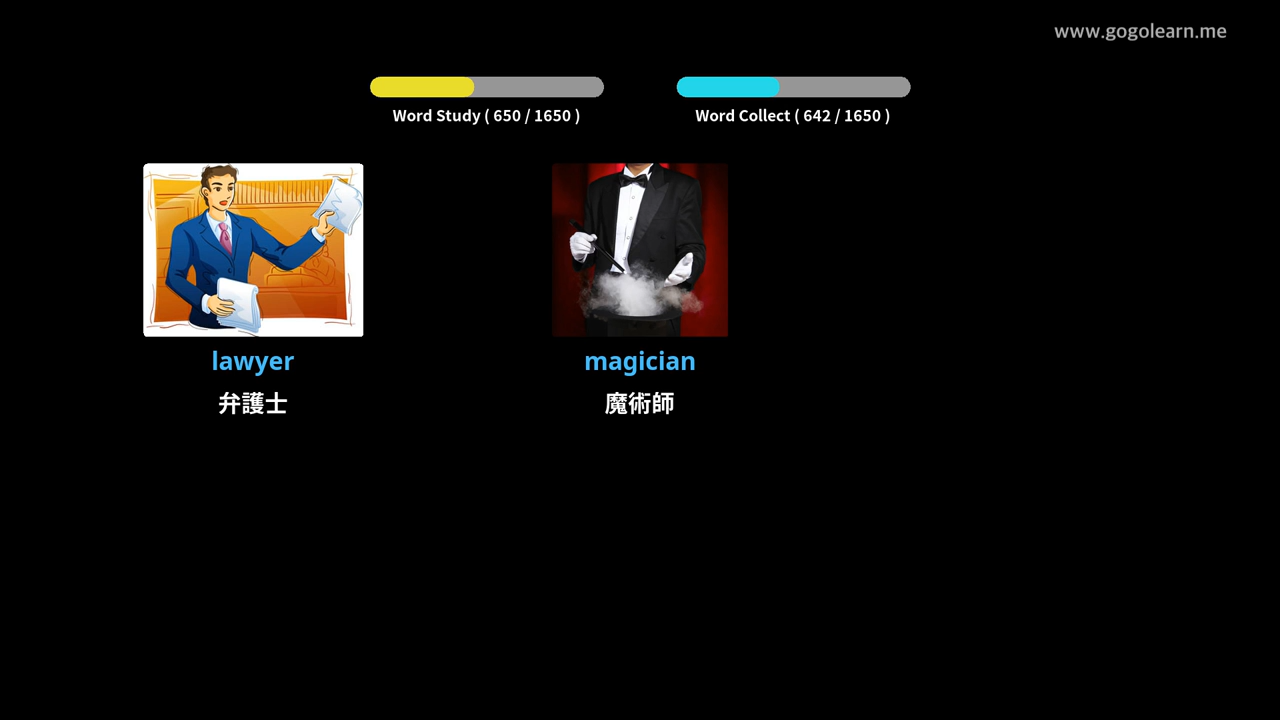 www.gogolearn.me
Word Study ( 650 / 1650 )
Word Collect ( 642 / 1650 )
lawyer
弁護士
magician
魔術師